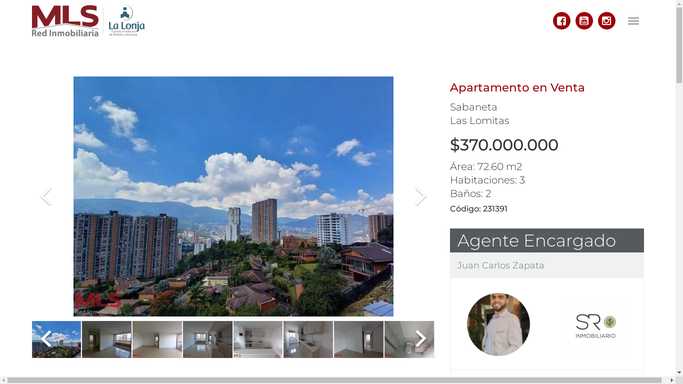 MLS
Red Inmobiliaria
La Lonja
Apartamento en Venta
Sabaneta
Las Lomitas
$370.000.000
Área: 72.60 m2
Habitaciones: 3
Baños: 2
Código: 231391
Agente Encargado
Juan Carlos Zapata
MLS
SR
INMOBILIARIO